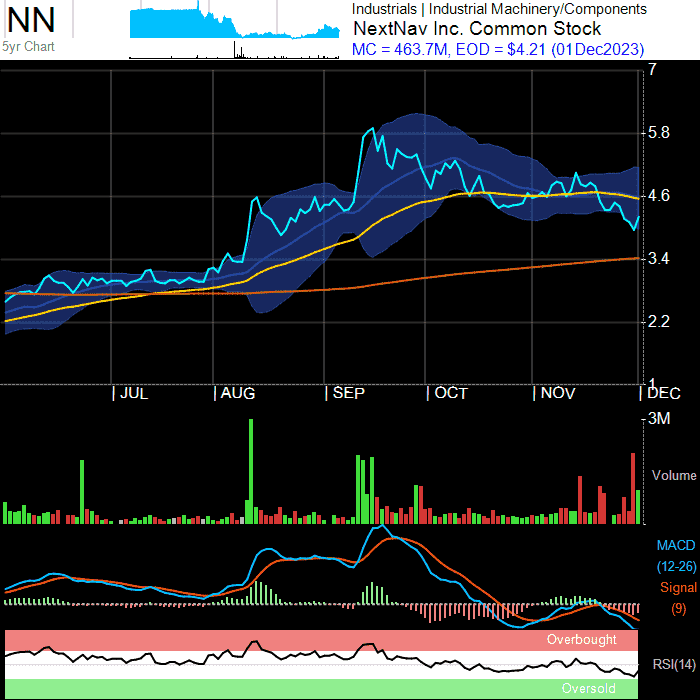 NN
5yr Chart
Industrials | Industrial Machinery/Components
NextNav Inc. Common Stock
MC = 463.7M, EOD = $4.21 (01Dec2023)
7
5.8
4.6
3.4
2.2
1
JUL
AUG
SEP
OCT
NOV
DEC
3M
Volume
MACD
(12-26)
Signal
(9)
Overbought
RSI(14)
Oversold